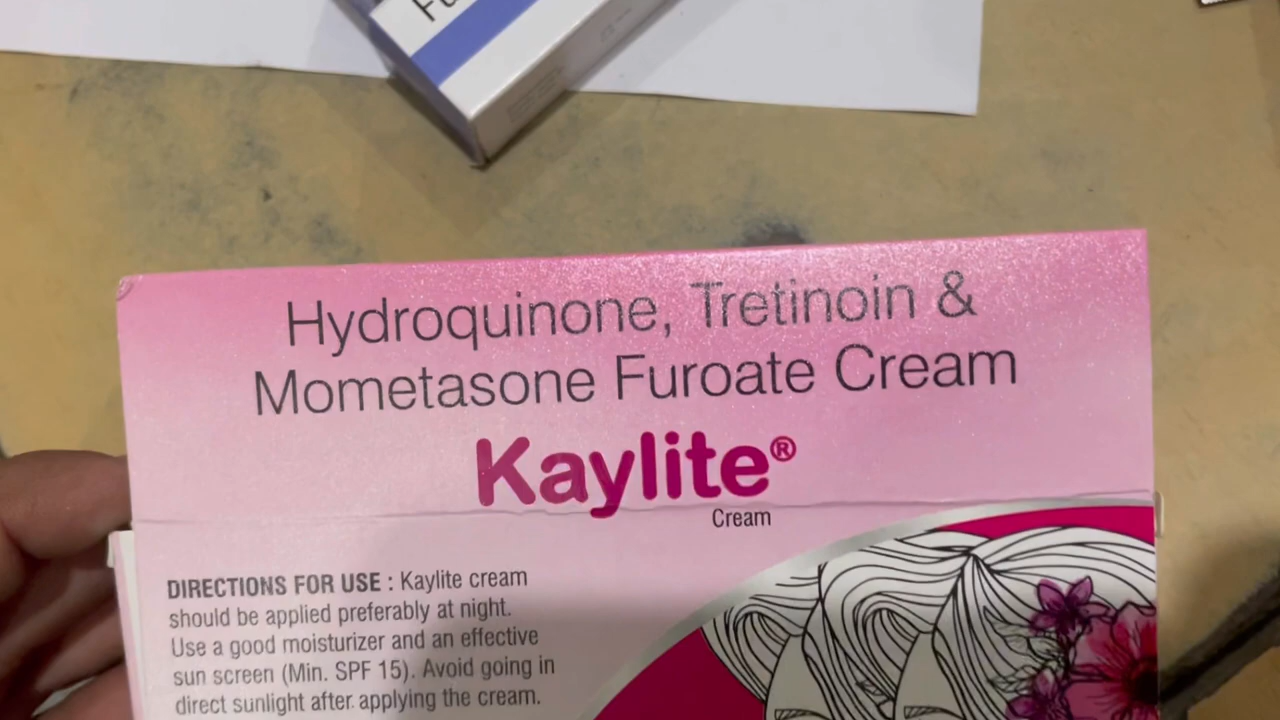 Hydroquinone, Tretinoin &
Mometasone Furoate Cream
Kaylite®
Cream
DIRECTIONS FOR USE : Kaylite cream
should be applied preferably at night.
Use a good moisturizer and an effective
sun screen (Min. SPF 15). Avoid going in
direct sunlight after applying the cream.